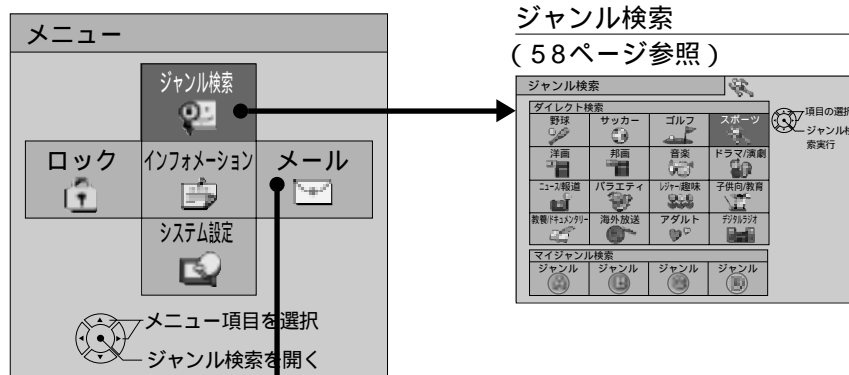 メニュー
ジャンル検索
ロック
インフォメーション
メール
システム設定
メニュー項目を選択
ジャンル検索を開く
ジャンル検索
(58ページ参照)
ジャンル検索
ダイレクト検索
野球 サッカー ゴルフ スポーツ
洋画 邦画 音楽 ドラマ/演劇
ニュース/報道 バラエティ レジャー/趣味 子供向/教育
教養/ドキュメンタリー 海外放送 アダルト デジタルラジオ
マイジャンル検索
ジャンル ジャンル ジャンル ジャンル
項目の選択
ジャンル検
索実行